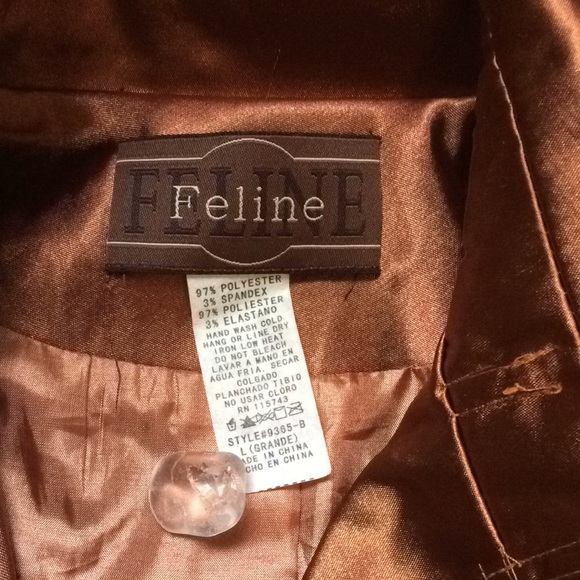 FELINE
Feline
97% POLYESTER
3% SPANDEX
97% POLIESTER
3% ELASTANO
HAND WASH COLD
HANG OR LINE DRY
IRON LOW HEAT
DO NOT BLEACH
LAVAR A MANO EN
AGUA FRIA. SECAR
COLGADO
PLANCHADO TIBIO
NO USAR CLORO
RN 115743
STYLE#9365-B
L (GRANDE)
ADE IN CHINA
CHO EN CHINA